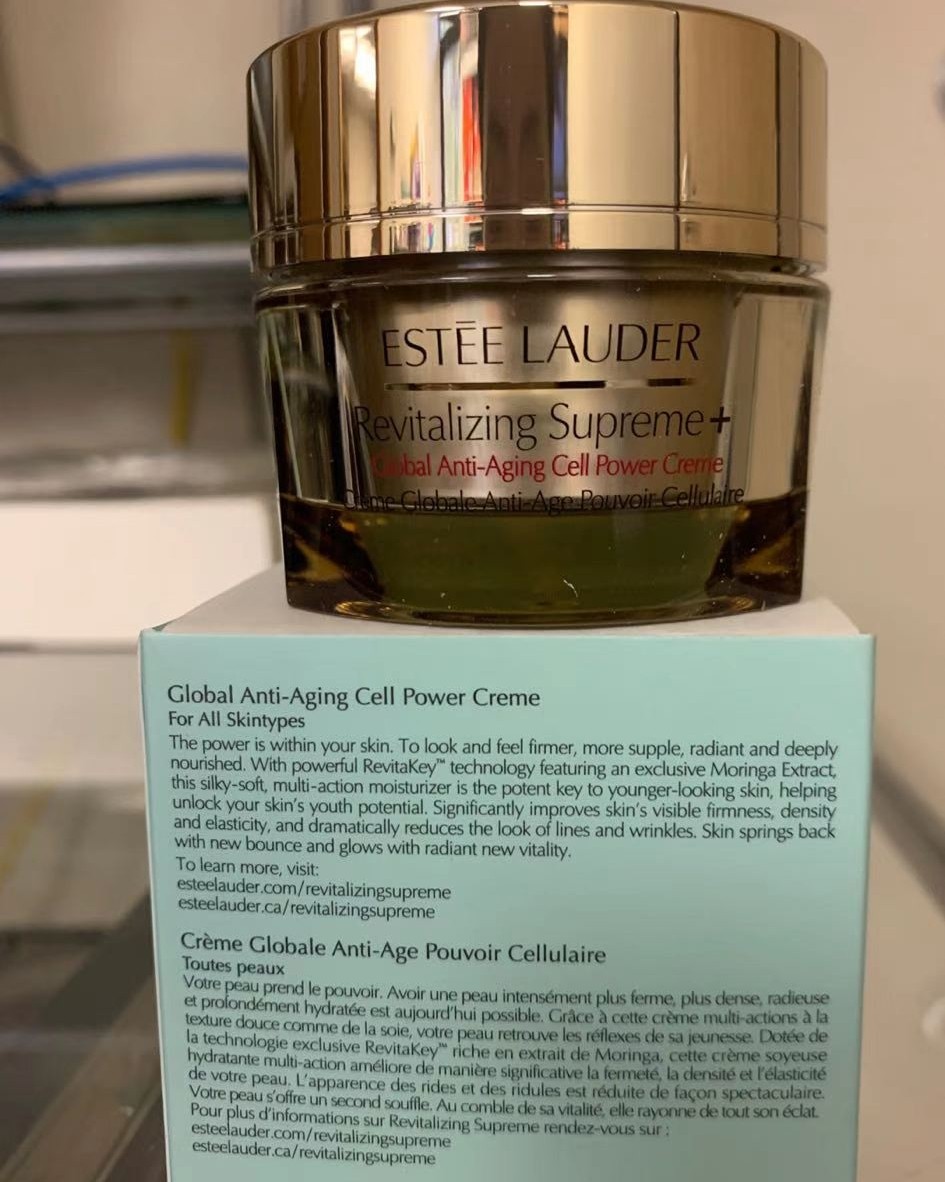 ESTĒE LAUDER
Revitalizing Supreme+
Global Anti-Aging Cell Power Creme
Crème Globale Anti-Age Pouvoir Cellulaire
Global Anti-Aging Cell Power Creme
For All Skintypes
The power is within your skin. To look and feel firmer, more supple, radiant and deeply
nourished. With powerful RevitaKey™ technology featuring an exclusive Moringa Extract,
this silky-soft, multi-action moisturizer is the potent key to younger-looking skin, helping
unlock your skin's youth potential. Significantly improves skin's visible firmness, density
and elasticity, and dramatically reduces the look of lines and wrinkles. Skin springs back
with new bounce and glows with radiant new vitality.
To learn more, visit:
esteelauder.com/revitalizingsupreme
esteelauder.ca/revitalizingsupreme
Crème Globale Anti-Age Pouvoir Cellulaire
Toutes peaux
Votre peau prend le pouvoir. Avoir une peau intensément plus ferme, plus dense, radieuse
et profondément hydratée est aujourd'hui possible. Grâce à cette crème multi-actions à la
texture douce comme de la soie, votre peau retrouve les réflexes de sa jeunesse. Dotée de
la technologie exclusive RevitaKey™ riche en extrait de Moringa, cette crème soyeuse
hydratante multi-action améliore de manière significative la fermeté, la densité et l'élasticité
de votre peau. L'apparence des rides et des ridules est réduite de façon spectaculaire.
Votre peau s'offre un second souffle. Au comble de sa vitalité, elle rayonne de tout son éclat.
Pour plus d'informations sur Revitalizing Supreme rendez-vous sur :
esteelauder.com/revitalizingsupreme
esteelauder.ca/revitalizingsupreme